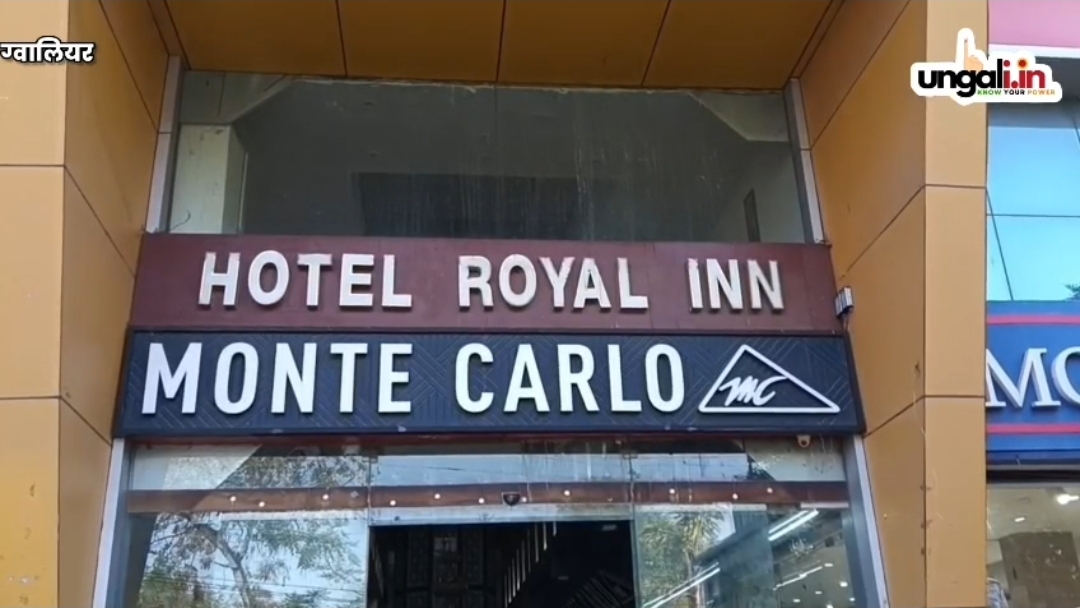 ग्वालियर
ungali.in
KNOW YOUR POWER
HOTEL ROYAL INN
MONTE CARLO
MC